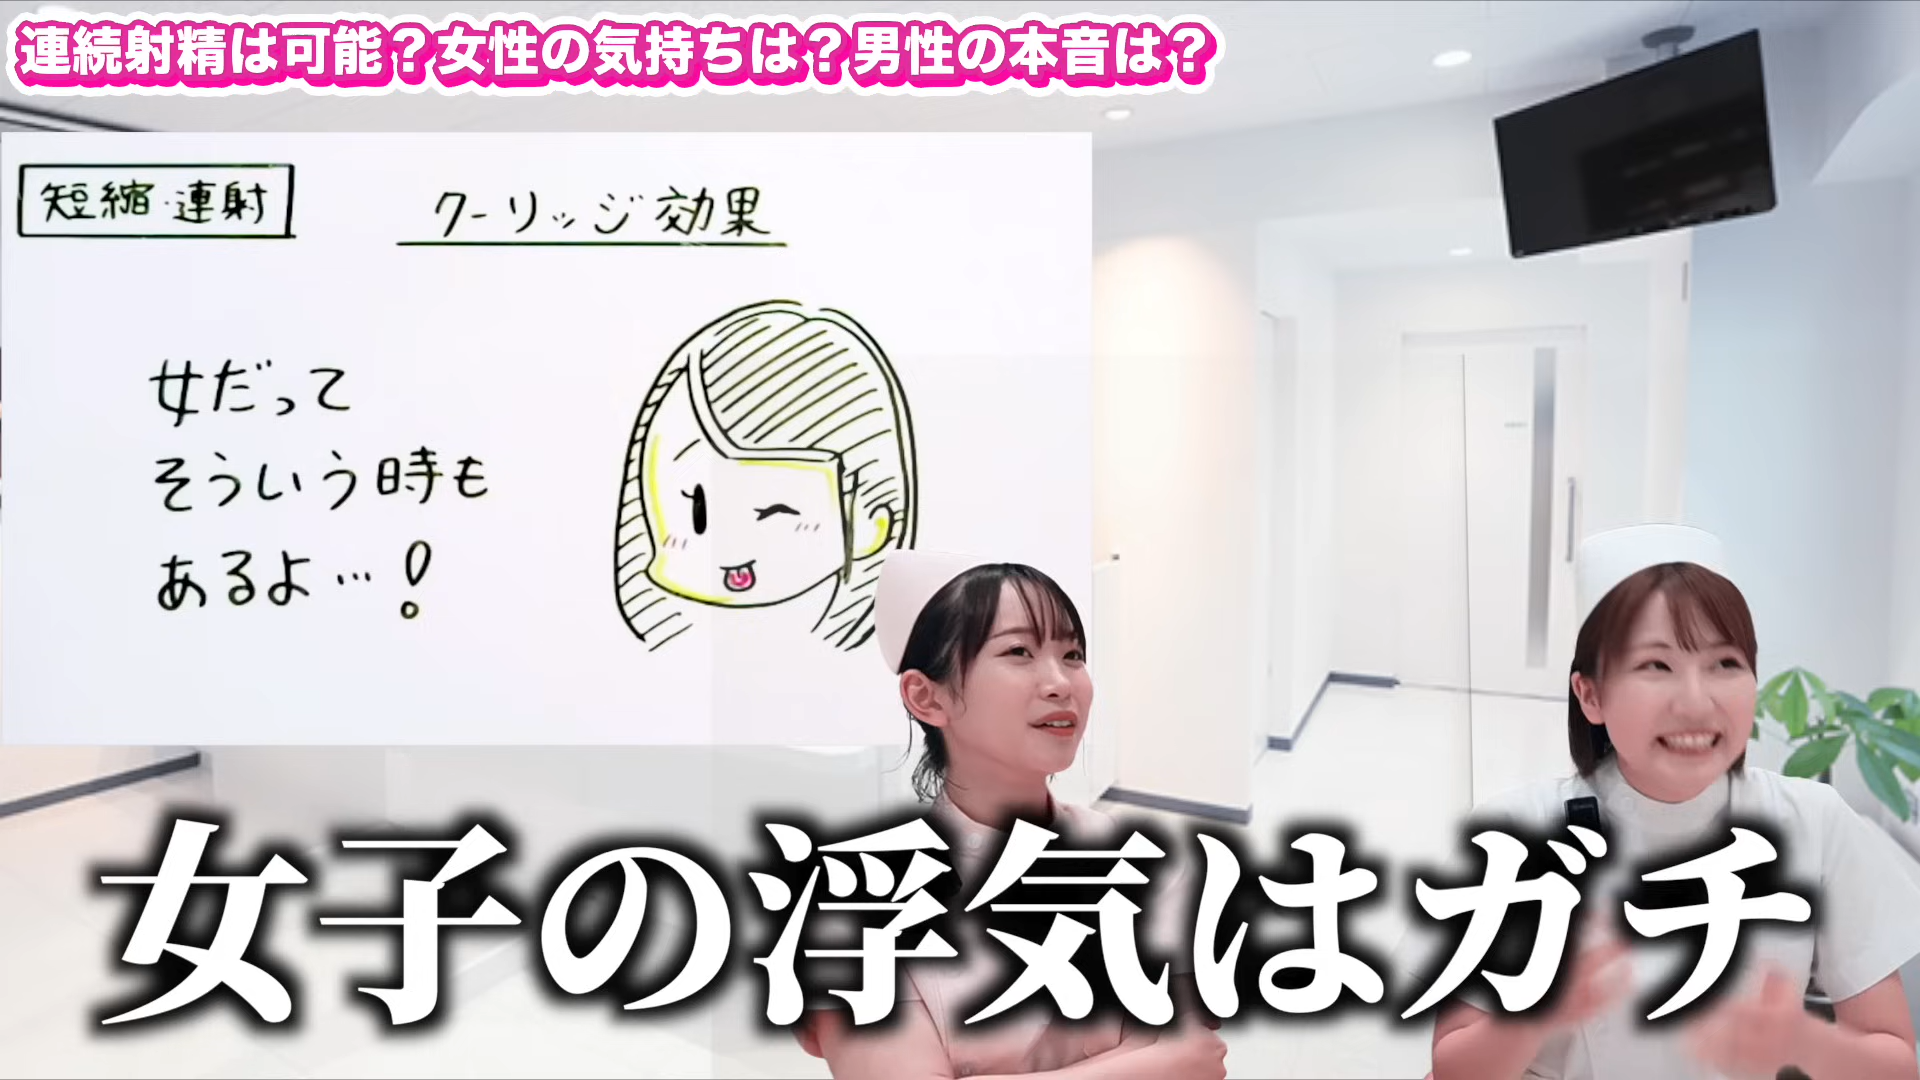 連続射精は可能？女性の気持ちは？男性の本音は？
短縮・連射
クーリッジ効果
女だって
そういう時も
あるよ…！
女子の浮気はガチ